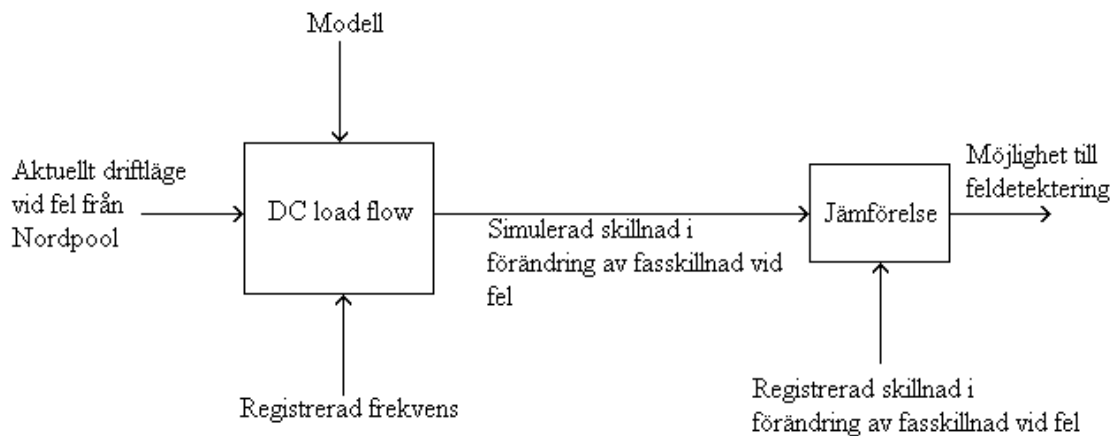 Modell
Aktuellt driftläge
vid fel från
Nordpool
DC load flow
Simulerad skillnad i
förändring av fasskillnad vid
fel
Jämförelse
Möjlighet till
feldetektering
Registrerad frekvens
Registrerad skillnad i
förändring av fasskillnad vid fel